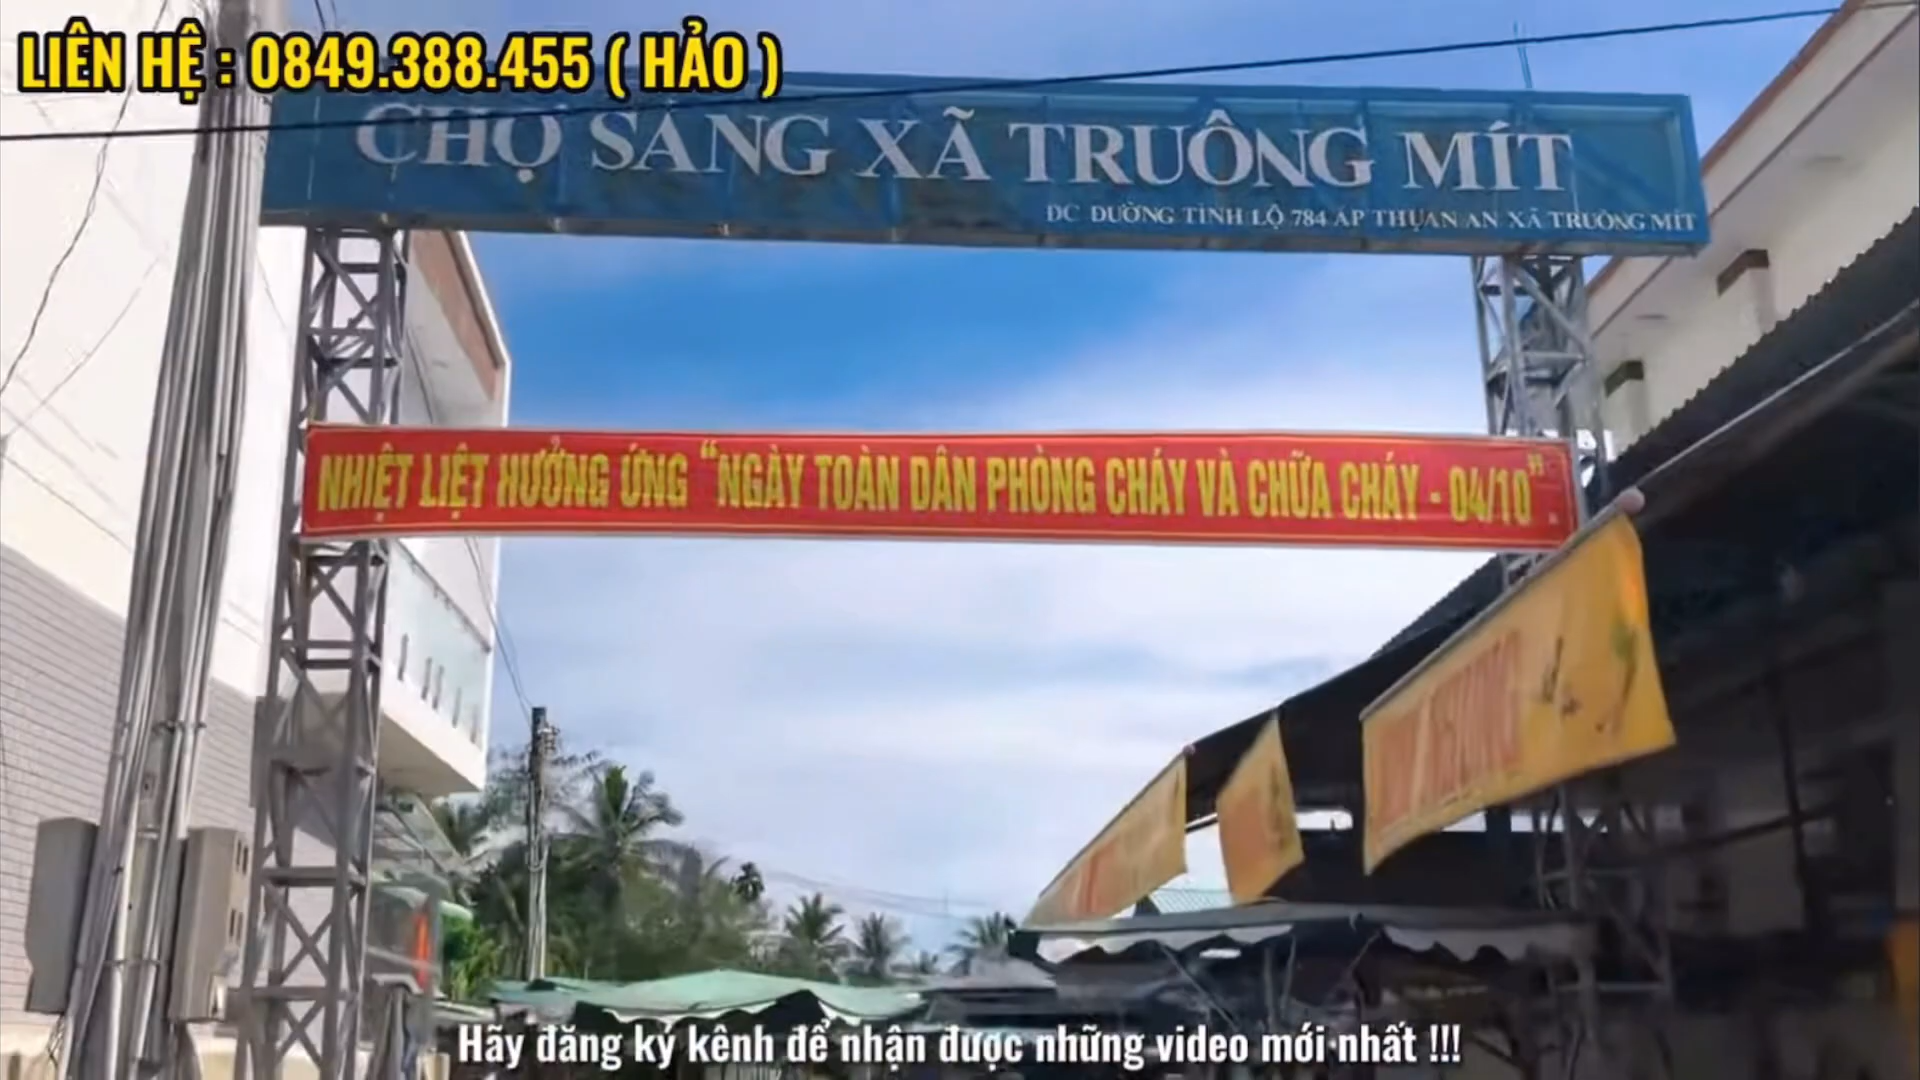 LIÊN HỆ : 0849.388.455 ( HẢO )
CHỢ SÁNG XÃ TRUÔNG MÍT
ĐC ĐƯỜNG TỈNH LỘ 784 ẤP THUẬN AN XÃ TRUÔNG MÍT
NHIỆT LIỆT HƯỞNG ỨNG "NGÀY TOÀN DÂN PHÒNG CHÁY VÀ CHỮA CHÁY - 04/10".
Hãy đăng ký kênh để nhận được những video mới nhất !!!